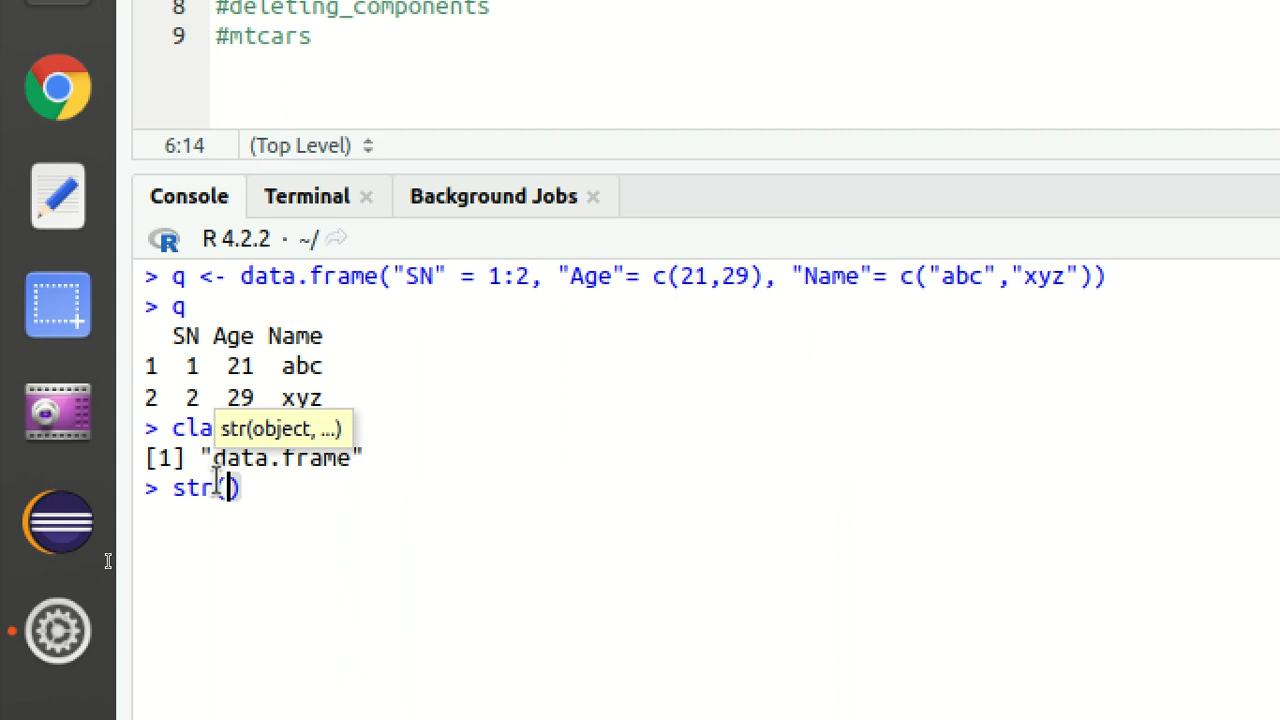 8 #deleting_components
9 #mtcars
6:14 (Top Level)
Console Terminal Background Jobs
R 4.2.2 · ~/
> q <- data.frame("SN" = 1:2, "Age"= c(21,29), "Name"= c("abc","xyz"))
> q
SN Age Name
1 1 21 abc
2 2 29 xyz
> cla
str(object, ...)
[1] "data.frame"
> str()